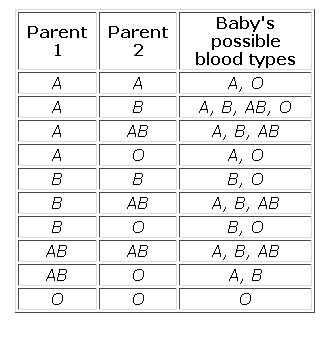 Parent 1 Parent 2 Baby's possible blood types
A A A, O
A B A, B, AB, O
A AB A, B, AB
A O A, O
B B B, O
B AB A, B, AB
B O B, O
AB AB A, B, AB
AB O A, B
O O O